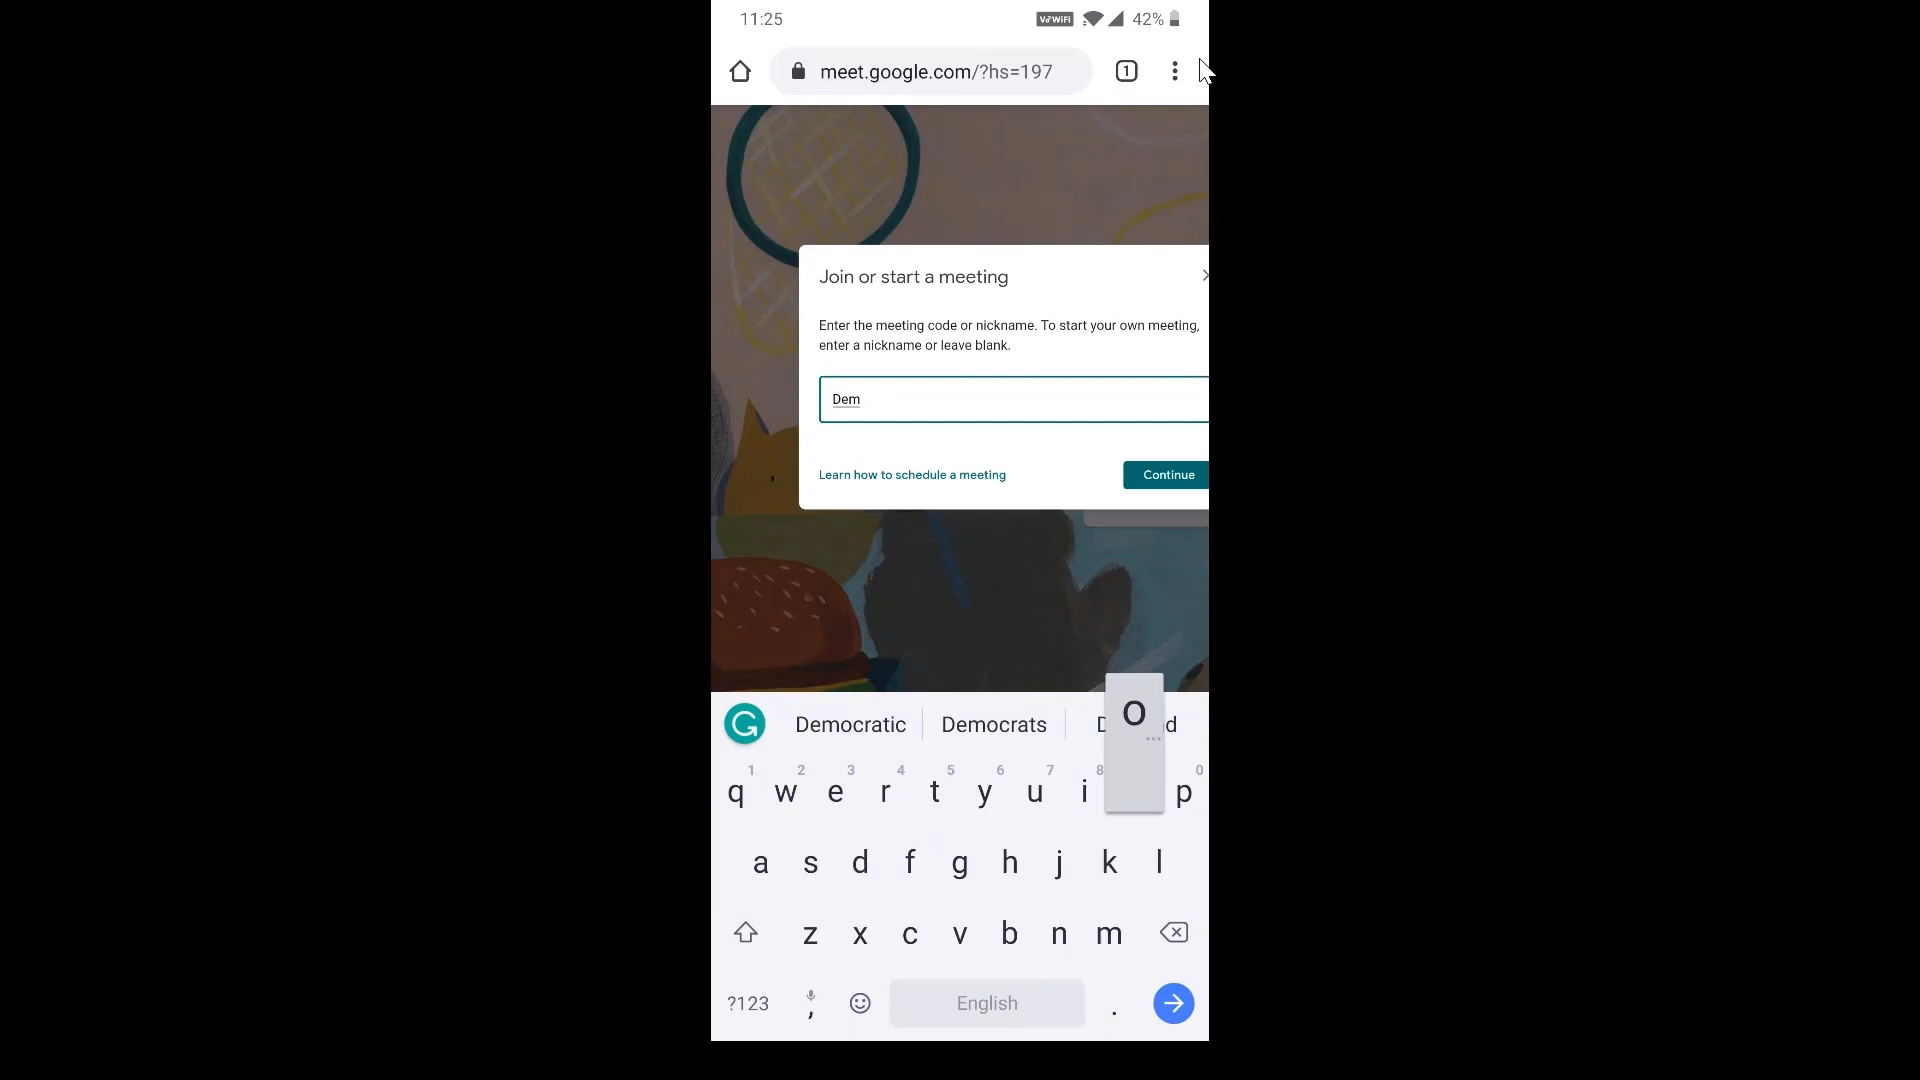 11:25
VoWiFi 42%
1
meet.google.com/?hs=197
Join or start a meeting
Enter the meeting code or nickname. To start your own meeting,
enter a nickname or leave blank.
Dem
Learn how to schedule a meeting
Continue
G Democratic Democrats
o
1 2 3 4 5 6 7 8 0
q w e r t y u i p
a s d f g h j k l
z x c v b n m
?123 , English .